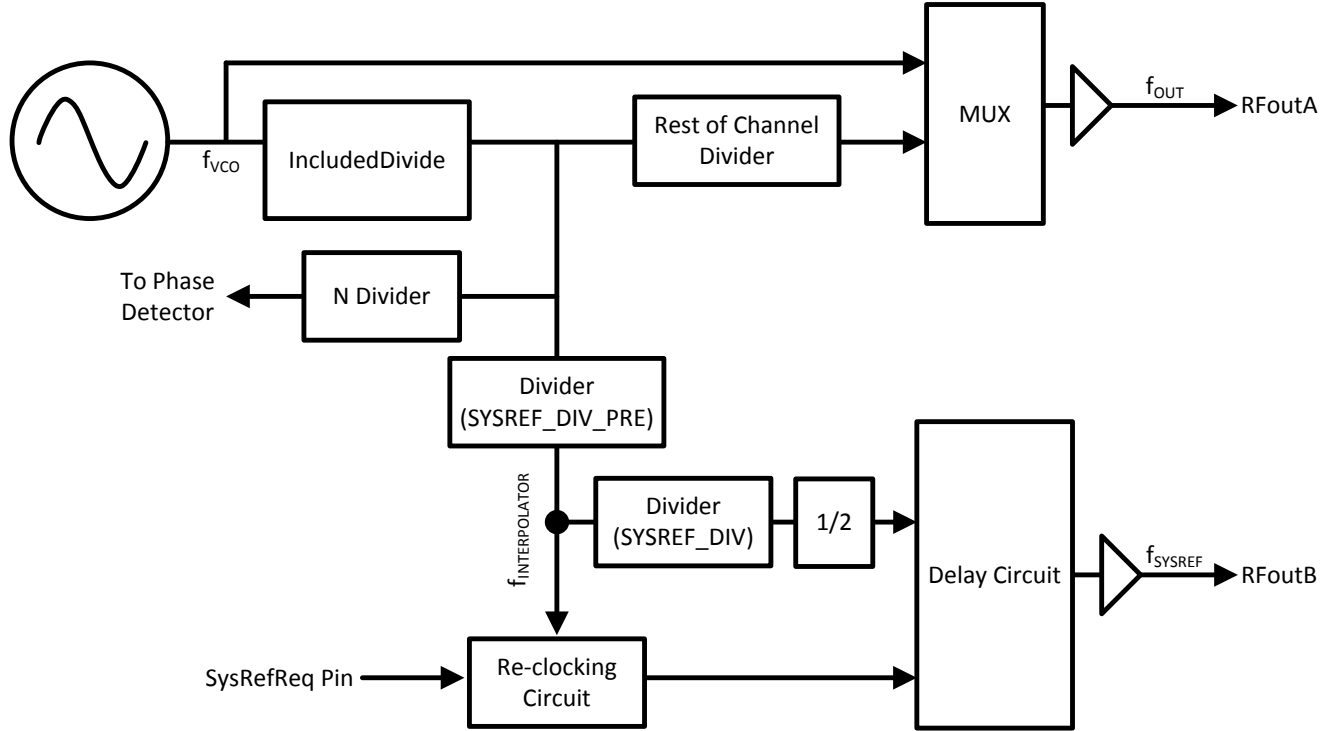 fVCO
IncludedDivide
Rest of Channel
Divider
MUX
fOUT
RFoutA
To Phase
Detector
N Divider
Divider
(SYSREF_DIV_PRE)
fINTERPOLATOR
Divider
(SYSREF_DIV)
1/2
Delay Circuit
fSYSREF
RFoutB
SysRefReq Pin
Re-clocking
Circuit